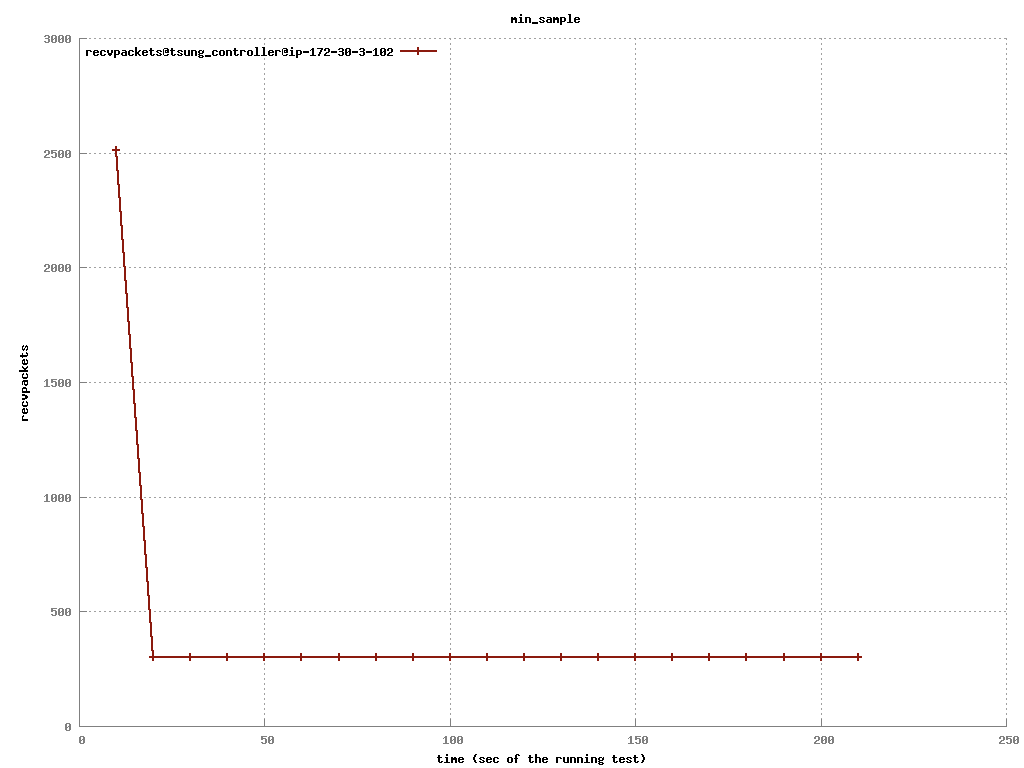 min_sample
3000
recvpackets@tsung_controller@ip-172-30-3-102
2500
2000
1500
1000
500
0
recvpackets
0 50 100 150 200 250
time (sec of the running test)